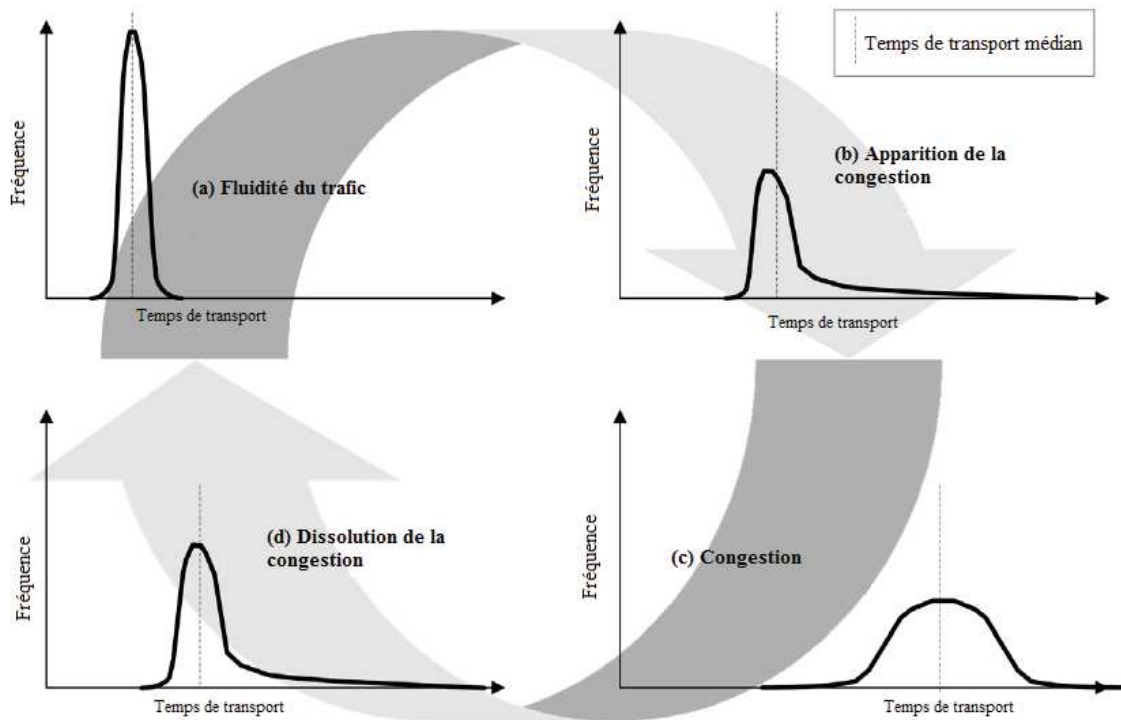 Temps de transport médian
Fréquence
(a) Fluidité du trafic
Temps de transport
Fréquence
(b) Apparition de la
congestion
Temps de transport
Fréquence
(d) Dissolution de la
congestion
Temps de transport
Fréquence
(c) Congestion
Temps de transport